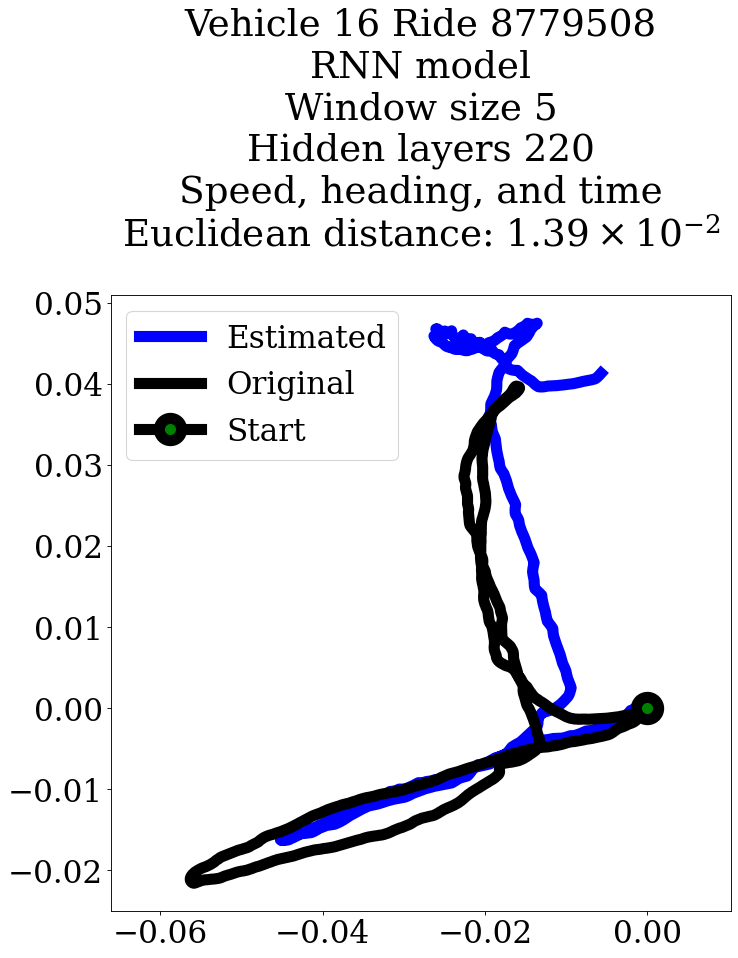 Vehicle 16 Ride 8779508
RNN model
Window size 5
Hidden layers 220
Speed, heading, and time
Euclidean distance: 1.39 × 10⁻²
0.05
0.04
0.03
0.02
0.01
0.00
−0.01
−0.02
Estimated
Original
Start
−0.06 −0.04 −0.02 0.00